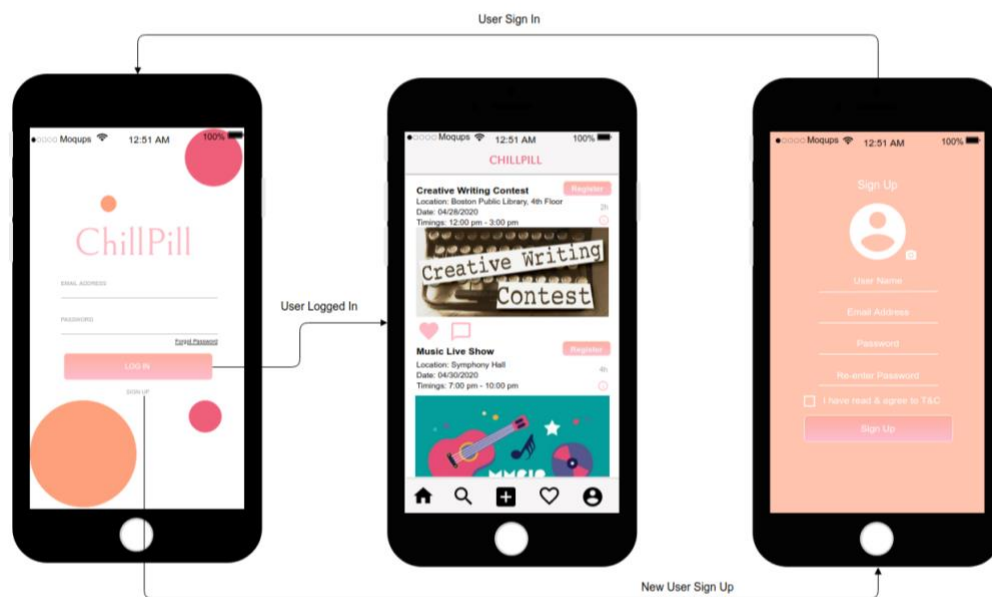 User Sign In
Moqups 12:51 AM 100%
ChillPill
EMAIL ADDRESS
PASSWORD
Forgot Password
LOG IN
SIGN UP
User Logged In
Moqups 12:51 AM 100%
CHILLPILL
Creative Writing Contest
Register
Location: Boston Public Library, 4th Floor
2h
Date: 04/28/2020
Timings: 12:00 pm - 3:00 pm
Creative Writing
Contest
Music Live Show
Register
Location: Symphony Hall
4h
Date: 04/30/2020
Timings: 7:00 pm - 10:00 pm
MUSIC
Moqups 12:51 AM 100%
Sign Up
User Name
Email Address
Password
Re-enter Password
I have read & agree to T&C
Sign Up
New User Sign Up